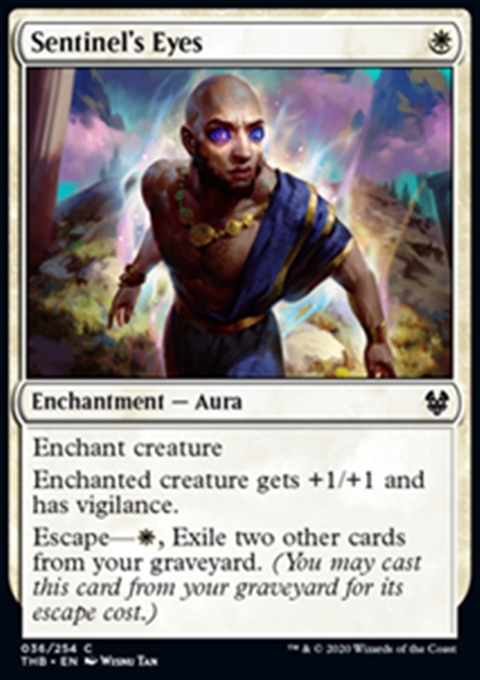 Sentinel's Eyes
Enchantment — Aura
Enchant creature
Enchanted creature gets +1/+1 and
has vigilance.
Escape—, Exile two other cards
from your graveyard. (You may cast
this card from your graveyard for its
escape cost.)
036/254 C
THB • EN Wisnu Tan
™ & © 2020 Wizards of the Coast